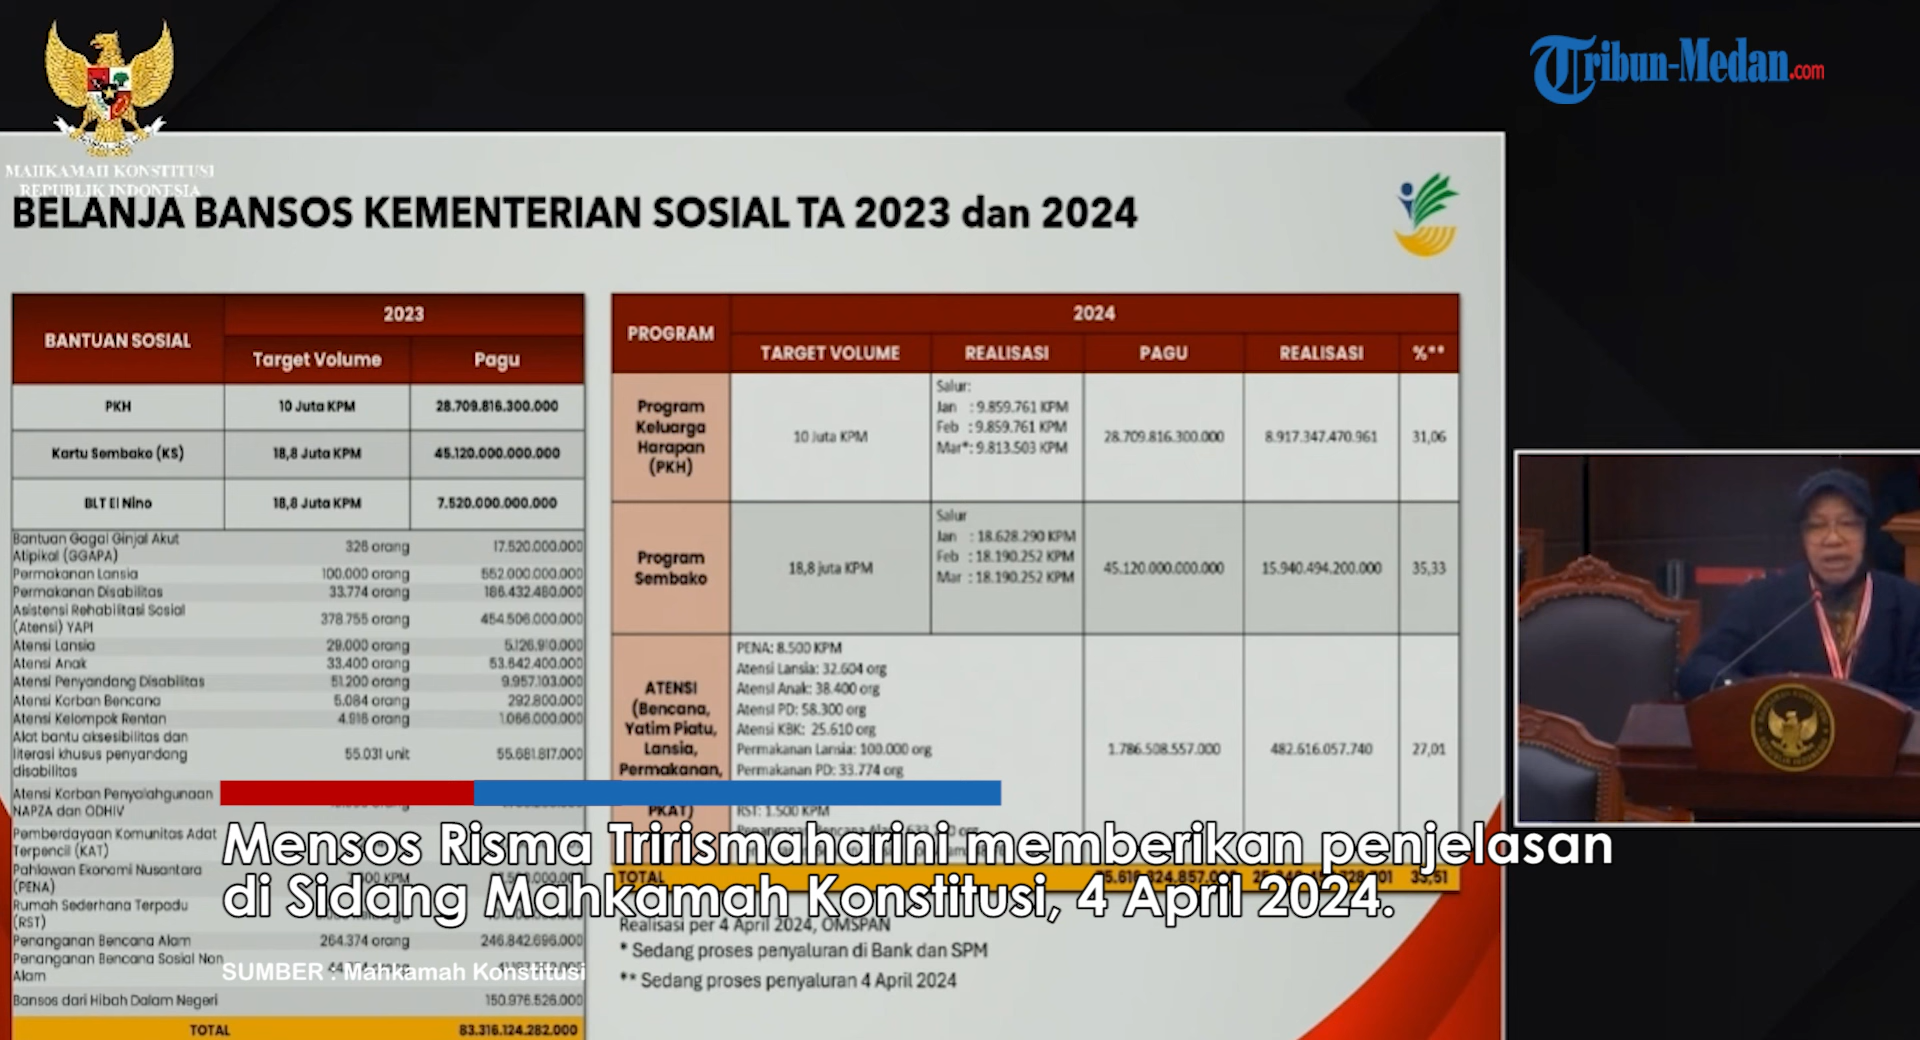 MAHKAMAH KONSTITUSI
REPUBLIK INDONESIA
Tribun-Medan.com
BELANJA BANSOS KEMENTERIAN SOSIAL TA 2023 dan 2024
BANTUAN SOSIAL
2023
Target Volume
Pagu
PKH
10 Juta KPM
28.709.816.300.000
Kartu Sembako (KS)
18,8 Juta KPM
45.120.000.000.000
BLT El Nino
18,8 Juta KPM
7.520.000.000.000
Bantuan Gagal Ginjal Akut
Atipikal (GGAPA)
326 orang
17.520.000.000
Permakanan Lansia
100.000 orang
552.000.000.000
Permakanan Disabilitas
33.774 orang
186.432.480.000
Asistensi Rehabilitasi Sosial
(Atensi) YAPI
378.755 orang
454.506.000.000
Atensi Lansia
29.000 orang
5.126.910.000
Atensi Anak
33.400 orang
53.642.400.000
Atensi Penyandang Disabilitas
51.200 orang
9.957.103.000
Atensi Korban Bencana
5.084 orang
292.800.000
Atensi Kelompok Rentan
4.916 orang
1.066.000.000
Alat bantu aksesibilitas dan
literasi khusus penyandang
disabilitas
55.031 unit
55.681.817.000
Atensi Korban Penyalahgunaan
NAPZA dan ODHIV
Pemberdayaan Komunitas Adat
Terpencil (KAT)
Pahlawan Ekonomi Nusantara
(PENA)
KPM
Rumah Sederhana Terpadu
(RST)
Penanganan Bencana Alam
264.374 orang
246.842.696.000
Penanganan Bencana Sosial Non
Alam
Bansos dari Hibah Dalam Negeri
150.976.526.000
TOTAL
83.316.124.282.000
PROGRAM
2024
TARGET VOLUME
REALISASI
PAGU
REALISASI
%**
Program
Keluarga
Harapan
(PKH)
10 Juta KPM
Salur:
Jan : 9.859.761 KPM
Feb : 9.859.761 KPM
Mar*: 9.813.503 KPM
28.709.816.300.000
8.917.347.470.961
31,06
Program
Sembako
18,8 juta KPM
Salur
Jan : 18.628.290 KPM
Feb : 18.190.252 KPM
Mar : 18.190.252 KPM
45.120.000.000.000
15.940.494.200.000
35,33
ATENSI
(Bencana,
Yatim Piatu,
Lansia,
Permakanan,
PKAT)
PENA: 8.500 KPM
Atensi Lansia: 32.604 org
Atensi Anak: 38.400 org
Atensi PD: 58.300 org
Atensi KBK: 25.610 org
Permakanan Lansia: 100.000 org
Permakanan PD: 33.774 org
RST: 1.500 KPM
1.786.508.557.000
482.616.057.740
27,01
TOTAL
33,51
Realisasi per 4 April 2024, OMSPAN
* Sedang proses penyaluran di Bank dan SPM
** Sedang proses penyaluran 4 April 2024
Mensos Risma Trirismaharini memberikan penjelasan
di Sidang Mahkamah Konstitusi, 4 April 2024.
SUMBER : Mahkamah Konstitusi